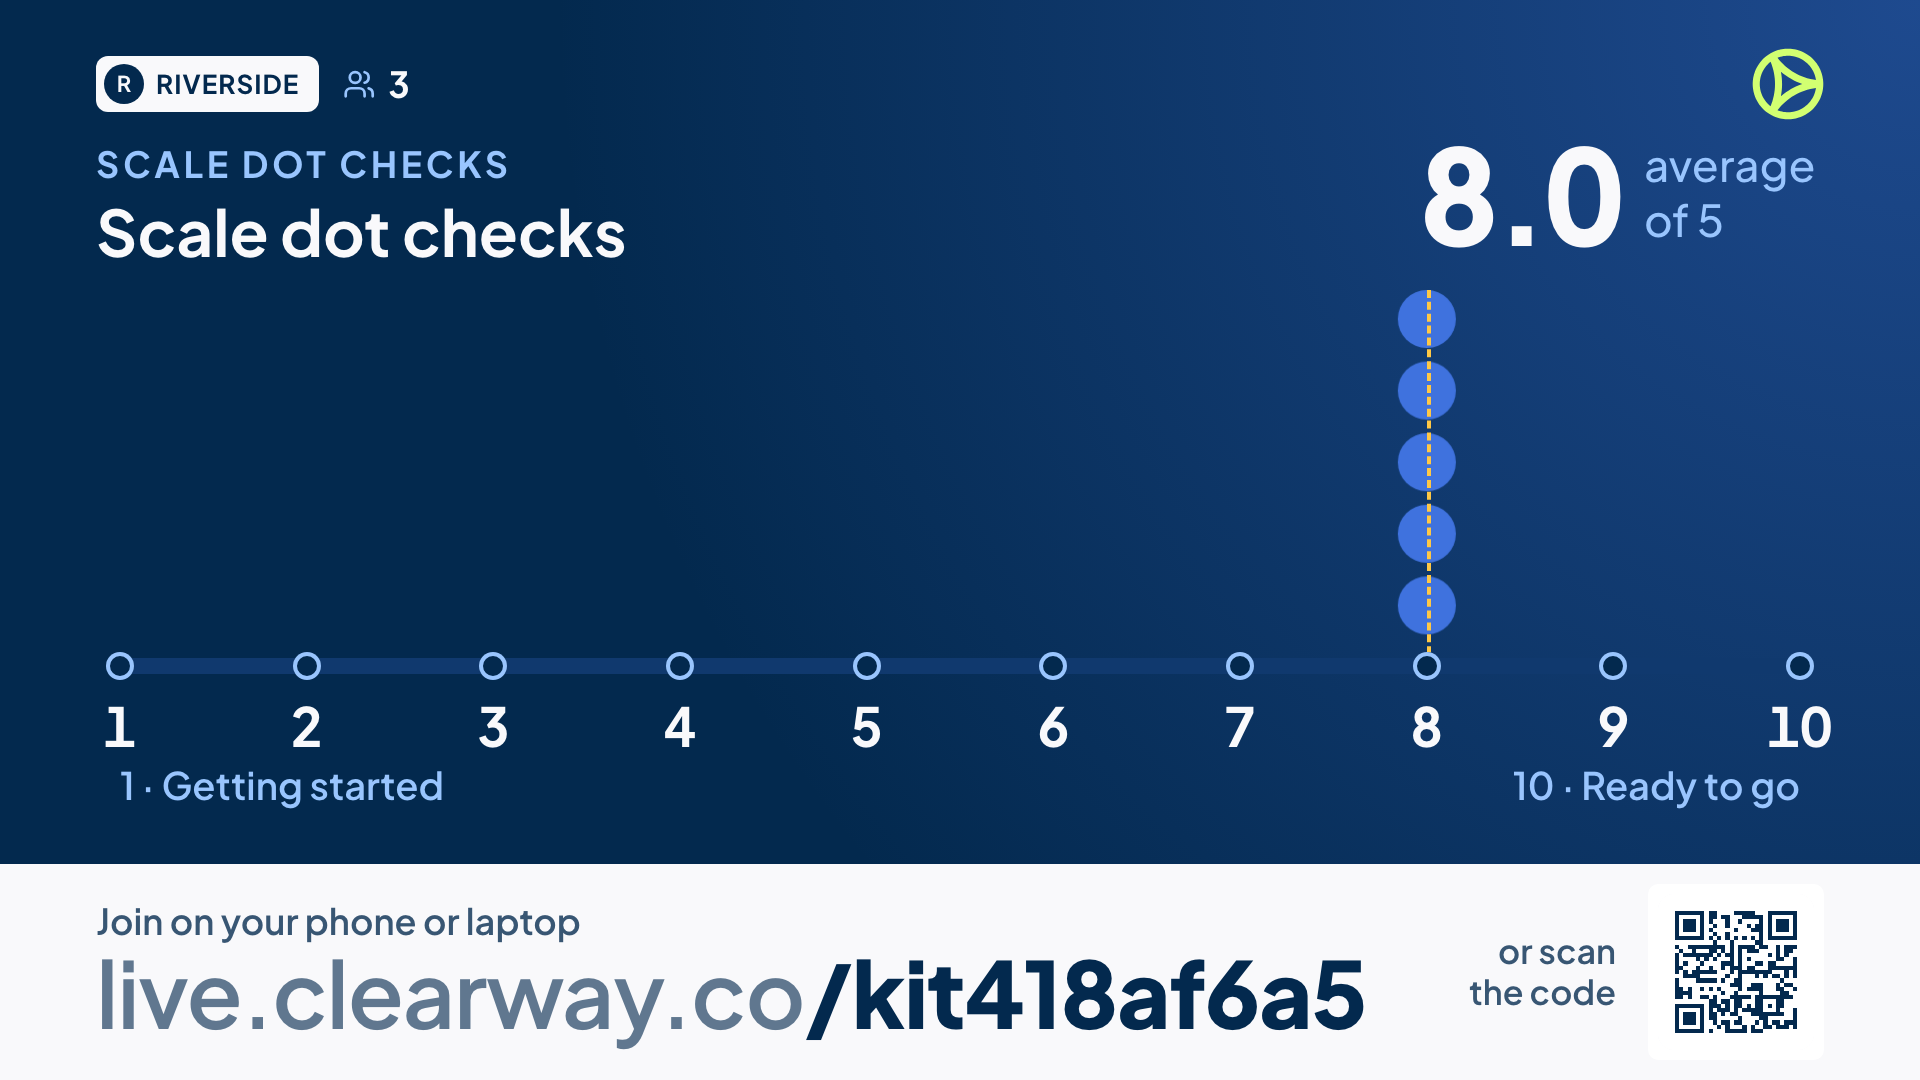 R RIVERSIDE 3
SCALE DOT CHECKS
Scale dot checks
8.0 average
of 5
1 2 3 4 5 6 7 8 9 10
1 · Getting started
10 · Ready to go
Join on your phone or laptop
live.clearway.co/kit418af6a5
or scan
the code